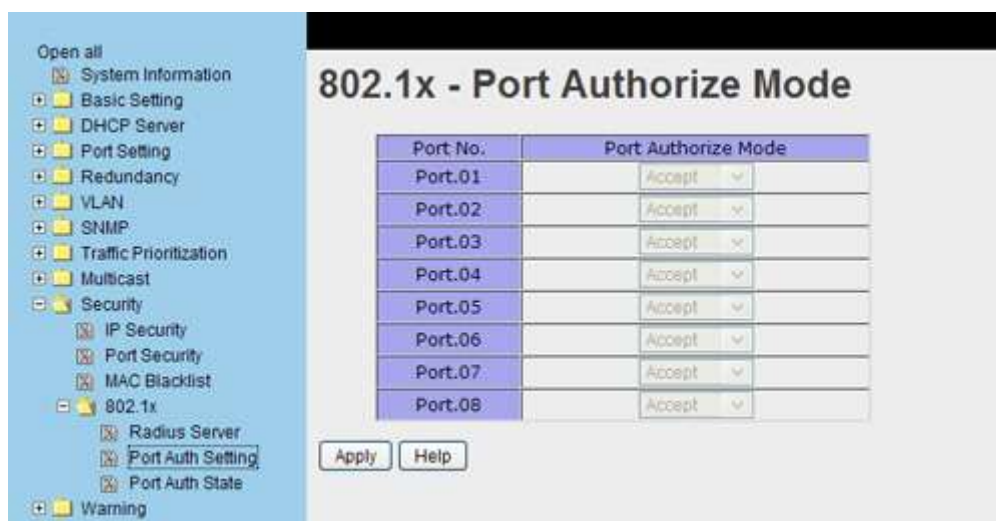 Open all
System Information
Basic Setting
DHCP Server
Port Setting
Redundancy
VLAN
SNMP
Traffic Prioritization
Multicast
Security
IP Security
Port Security
MAC Blacklist
802.1x
Radius Server
Port Auth Setting
Port Auth State
Warning
802.1x - Port Authorize Mode
Port No. Port Authorize Mode
Port.01 Accept
Port.02 Accept
Port.03 Accept
Port.04 Accept
Port.05 Accept
Port.06 Accept
Port.07 Accept
Port.08 Accept
Apply Help